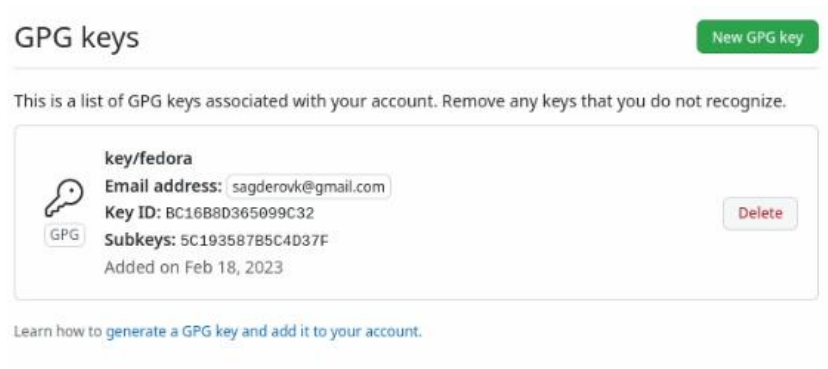 GPG keys
New GPG key
This is a list of GPG keys associated with your account. Remove any keys that you do not recognize.
key/fedora
Email address: sagderovk@gmail.com
Key ID: BC16B8D365099C32
GPG
Subkeys: 5C193587B5C4D37F
Added on Feb 18, 2023
Delete
Learn how to generate a GPG key and add it to your account.